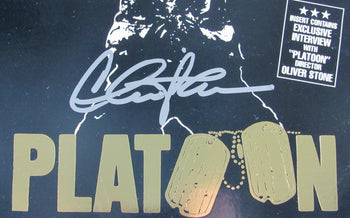 ★★★
INSERT CONTAINS
EXCLUSIVE
INTERVIEW
WITH
"PLATOON"
DIRECTOR
OLIVER STONE
PLATOON